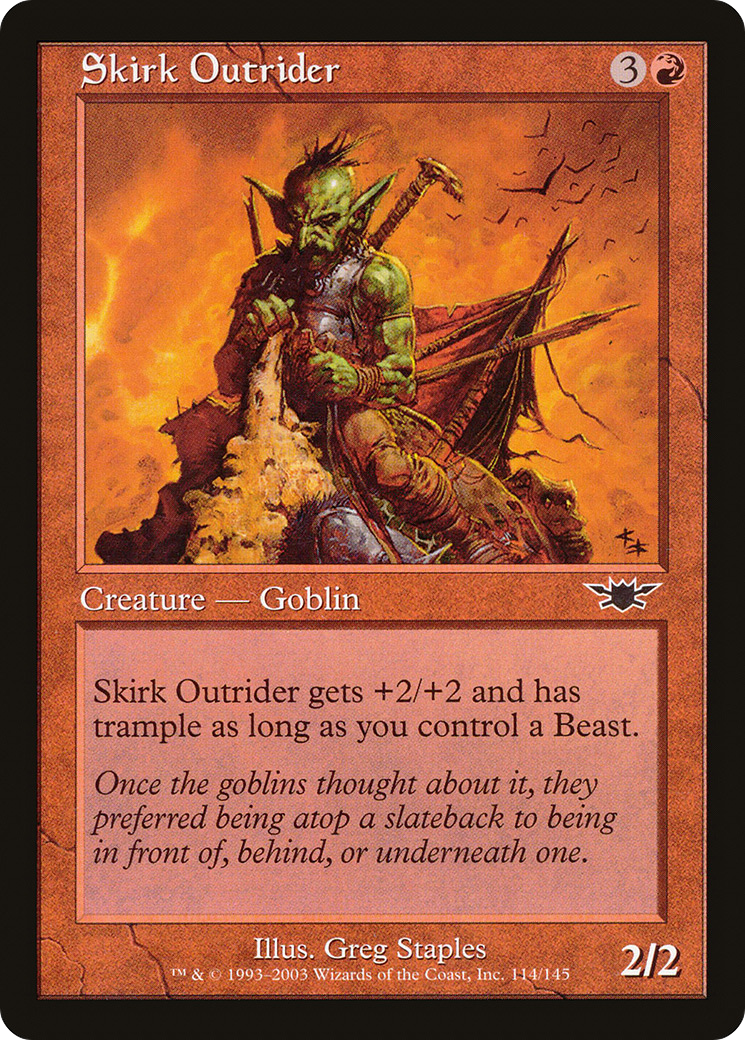 Skirk Outrider
3
Creature — Goblin
Skirk Outrider gets +2/+2 and has
trample as long as you control a Beast.
Once the goblins thought about it, they
preferred being atop a slateback to being
in front of, behind, or underneath one.
Illus. Greg Staples
™ & © 1993–2003 Wizards of the Coast, Inc. 114/145
2/2